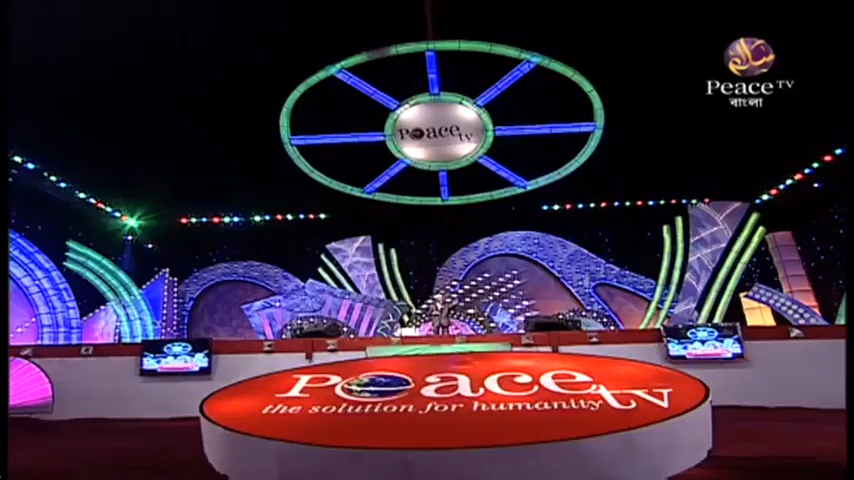 Peace TV
বাংলা
Peace tv
Peace tv
the solution for humanity